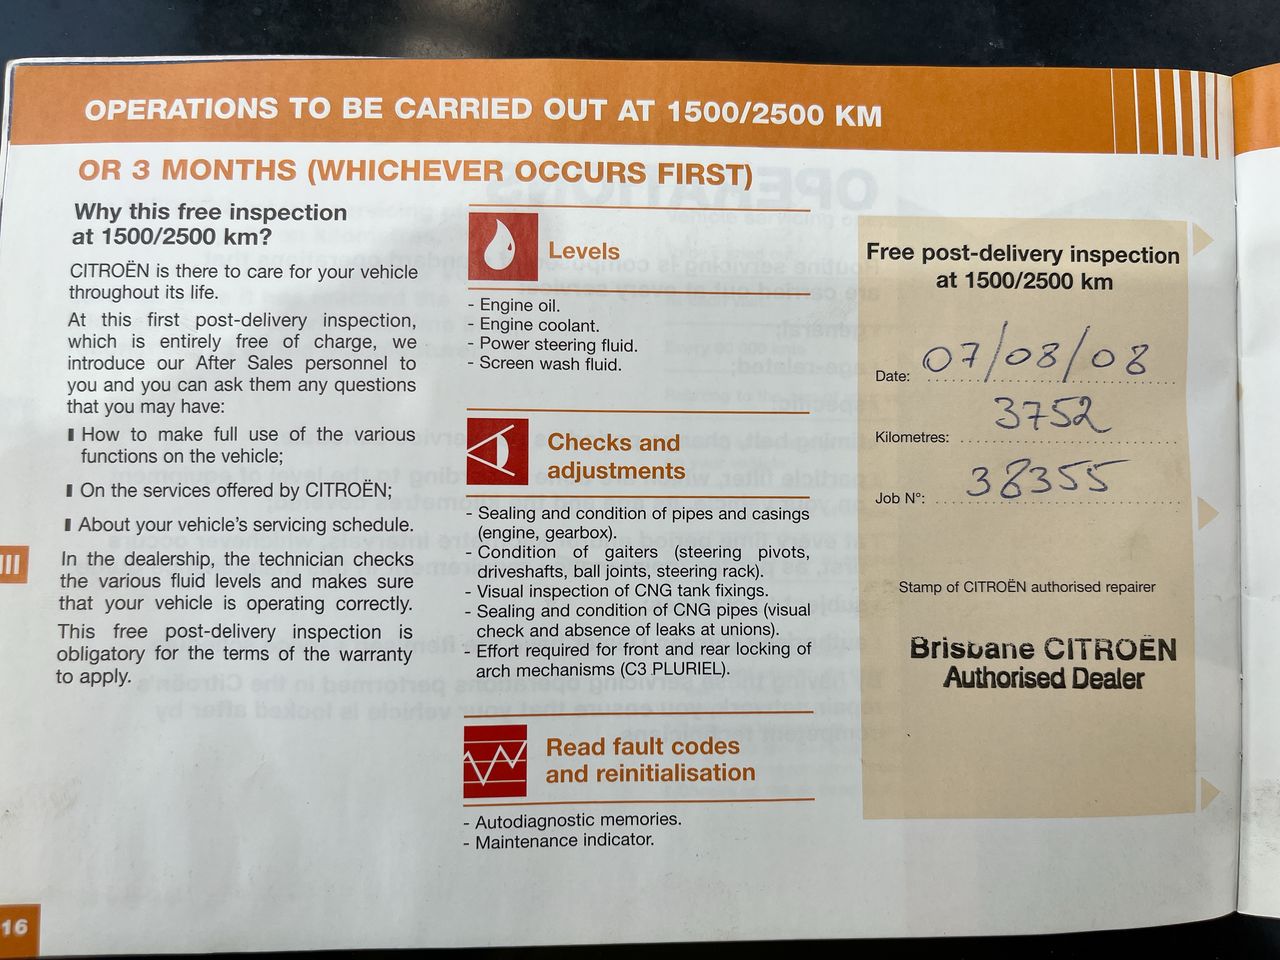 OPERATIONS TO BE CARRIED OUT AT 1500/2500 KM
OR 3 MONTHS (WHICHEVER OCCURS FIRST)
Why this free inspection
at 1500/2500 km?
CITROËN is there to care for your vehicle
throughout its life.
At this first post-delivery inspection,
which is entirely free of charge, we
introduce our After Sales personnel to
you and you can ask them any questions
that you may have:
How to make full use of the various
functions on the vehicle;
On the services offered by CITROËN;
About your vehicle's servicing schedule.
In the dealership, the technician checks
the various fluid levels and makes sure
that your vehicle is operating correctly.
This free post-delivery inspection is
obligatory for the terms of the warranty
to apply.
III
16
Levels
- Engine oil.
- Engine coolant.
- Power steering fluid.
- Screen wash fluid.
Checks and
adjustments
- Sealing and condition of pipes and casings
(engine, gearbox).
- Condition of gaiters (steering pivots,
driveshafts, ball joints, steering rack).
- Visual inspection of CNG tank fixings.
- Sealing and condition of CNG pipes (visual
check and absence of leaks at unions).
- Effort required for front and rear locking of
arch mechanisms (C3 PLURIEL).
Read fault codes
and reinitialisation
- Autodiagnostic memories.
- Maintenance indicator.
Free post-delivery inspection
at 1500/2500 km
Date: 07/08/08
Kilometres: 3752
Job N°: 38355
Stamp of CITROËN authorised repairer
Brisbane CITROËN
Authorised Dealer